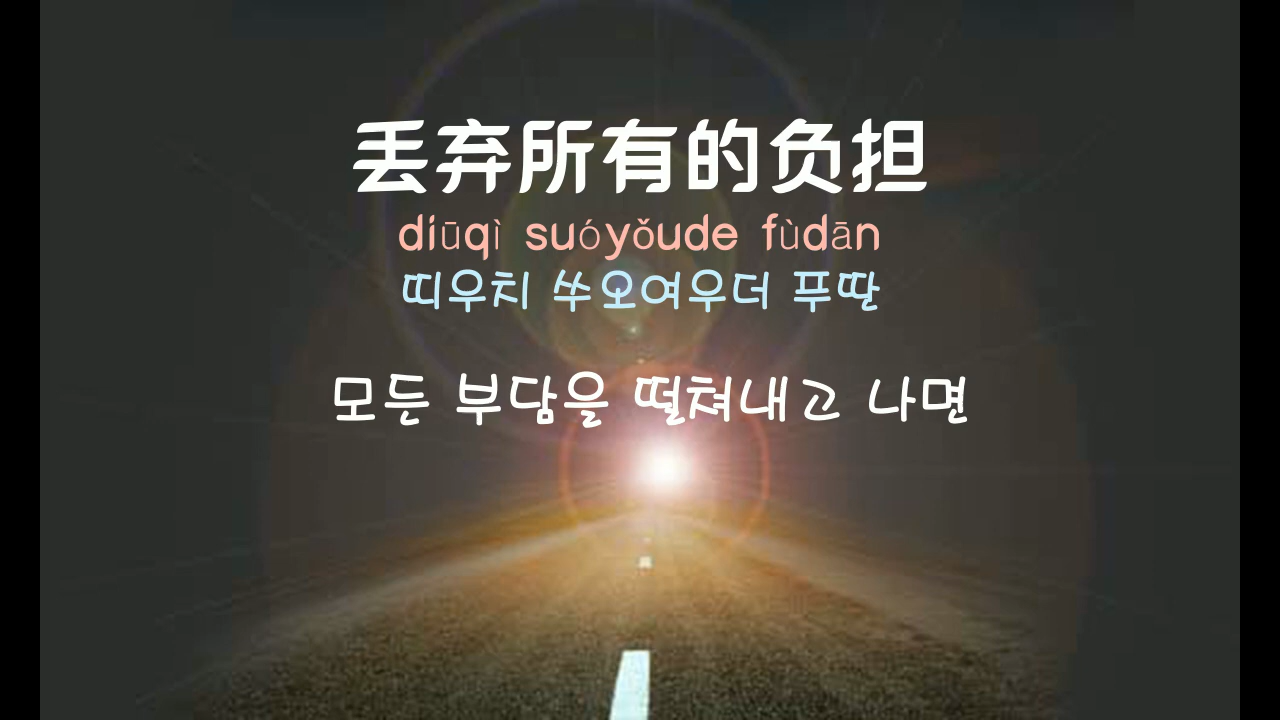 丢弃所有的负担
diūqì suóyǒude fùdān
띠우치 쑤오여우더 푸딴
모든 부담을 떨쳐내고 나면